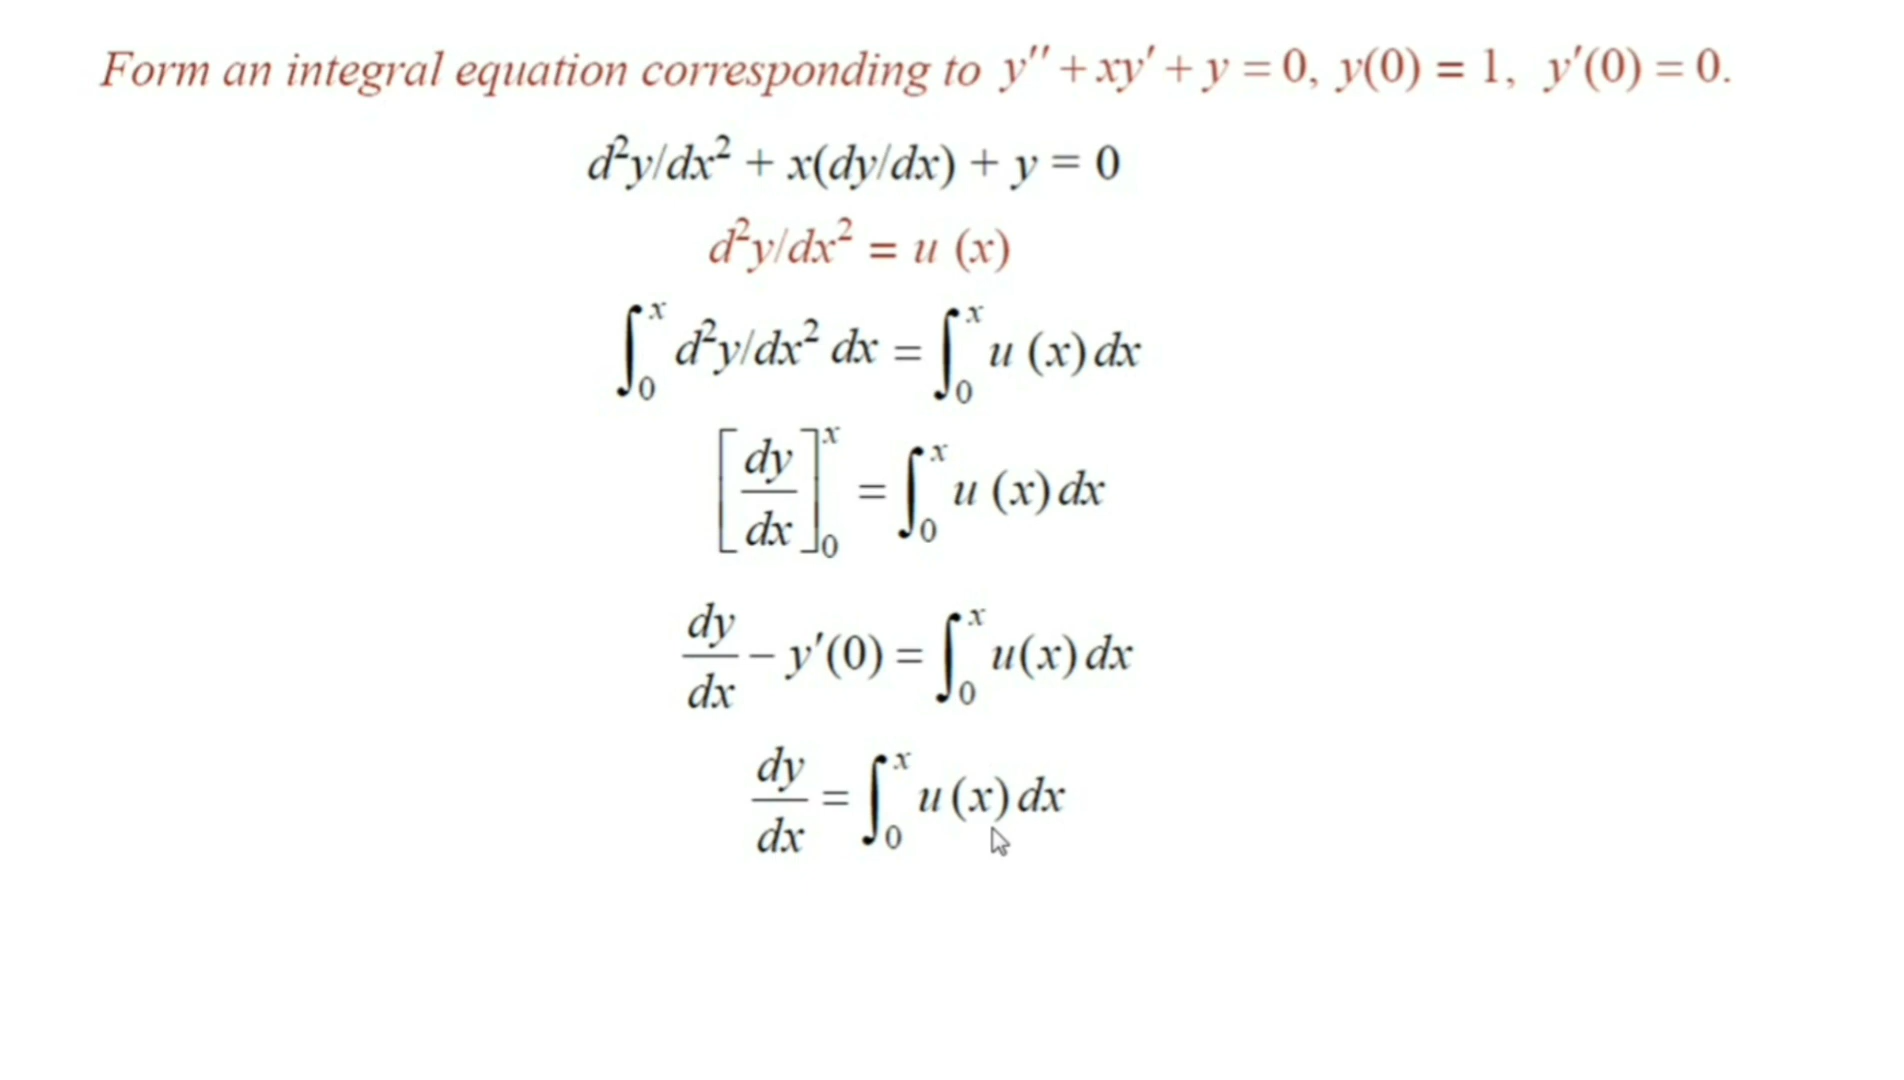 Form an integral equation corresponding to y″ + xy′ + y = 0, y(0) = 1, y′(0) = 0.
d²y/dx² + x(dy/dx) + y = 0
d²y/dx² = u (x)
∫₀ˣ d²y/dx² dx = ∫₀ˣ u (x) dx
[dy/dx]₀ˣ = ∫₀ˣ u (x) dx
dy/dx − y′(0) = ∫₀ˣ u(x) dx
dy/dx = ∫₀ˣ u (x) dx